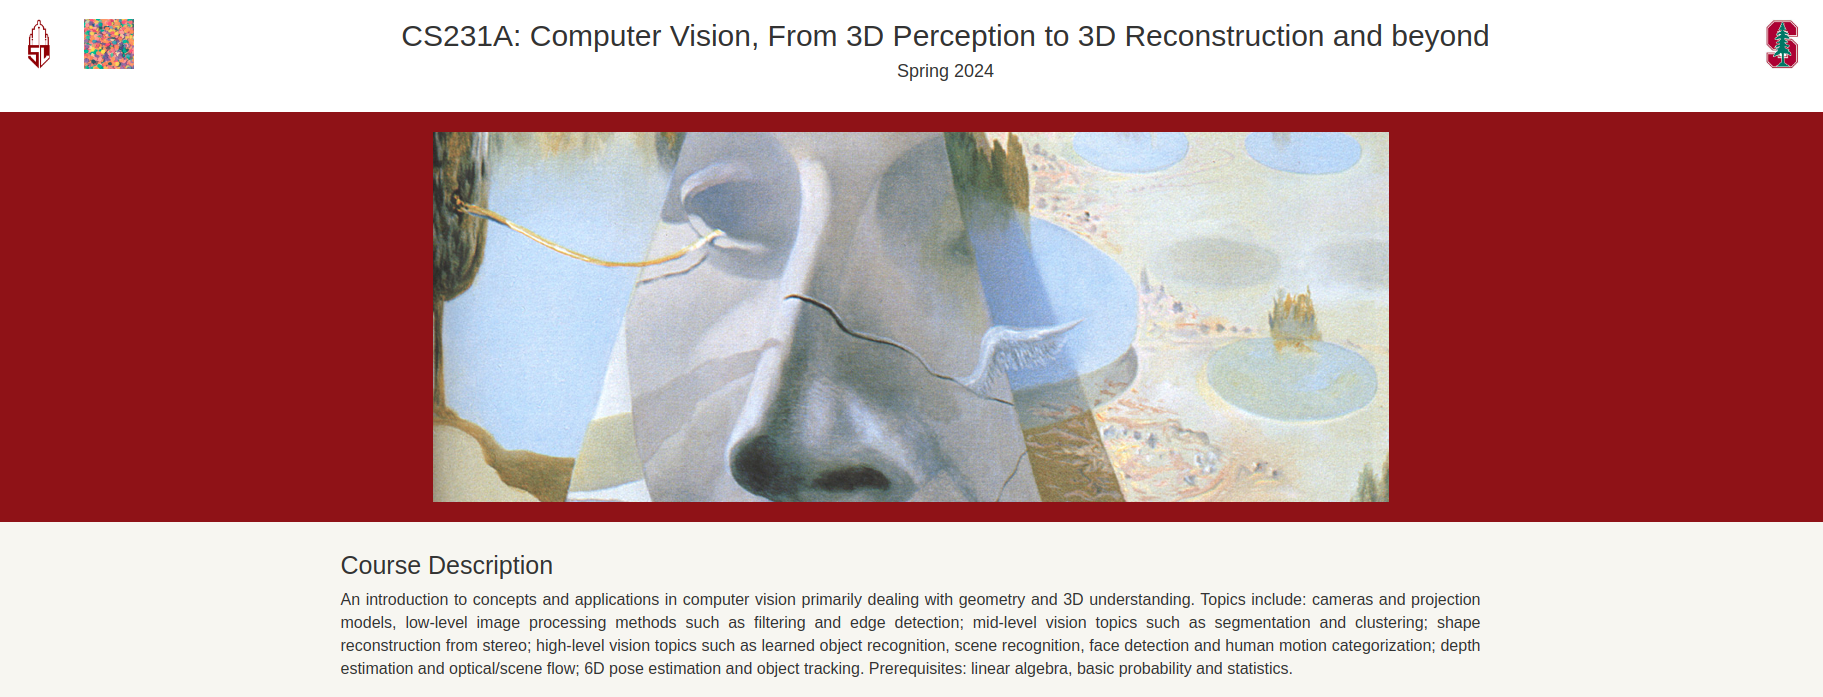 CS231A: Computer Vision, From 3D Perception to 3D Reconstruction and beyond
Spring 2024
Course Description
An introduction to concepts and applications in computer vision primarily dealing with geometry and 3D understanding. Topics include: cameras and projection
models, low-level image processing methods such as filtering and edge detection; mid-level vision topics such as segmentation and clustering; shape
reconstruction from stereo; high-level vision topics such as learned object recognition, scene recognition, face detection and human motion categorization; depth
estimation and optical/scene flow; 6D pose estimation and object tracking. Prerequisites: linear algebra, basic probability and statistics.